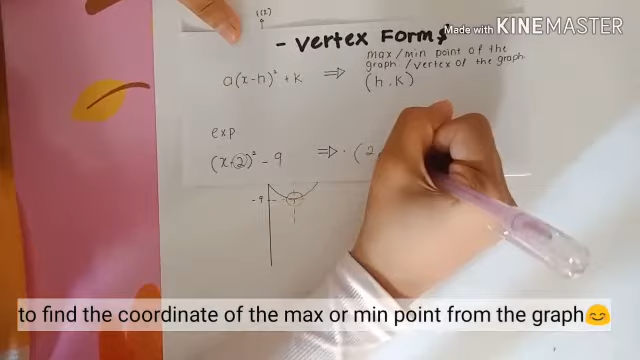 Made with KINEMASTER
- Vertex Form
max/min point of the
graph / vertex of the graph
a(x-h)² + k ⇒ (h, k)
exp
(x-2)² - 9 ⇒ (2,
-9
to find the coordinate of the max or min point from the graph😊